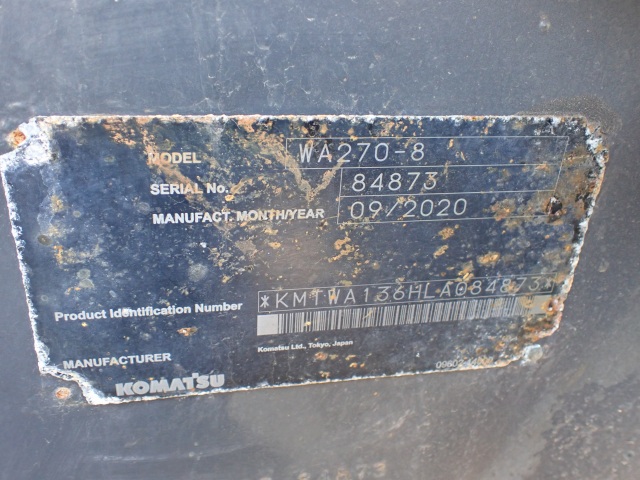 MODEL WA270-8
SERIAL No. 84873
MANUFACT. MONTH/YEAR 09/2020
Product Identification Number *KMTWA136HLA084873*
MANUFACTURER Komatsu Ltd., Tokyo, Japan
KOMATSU